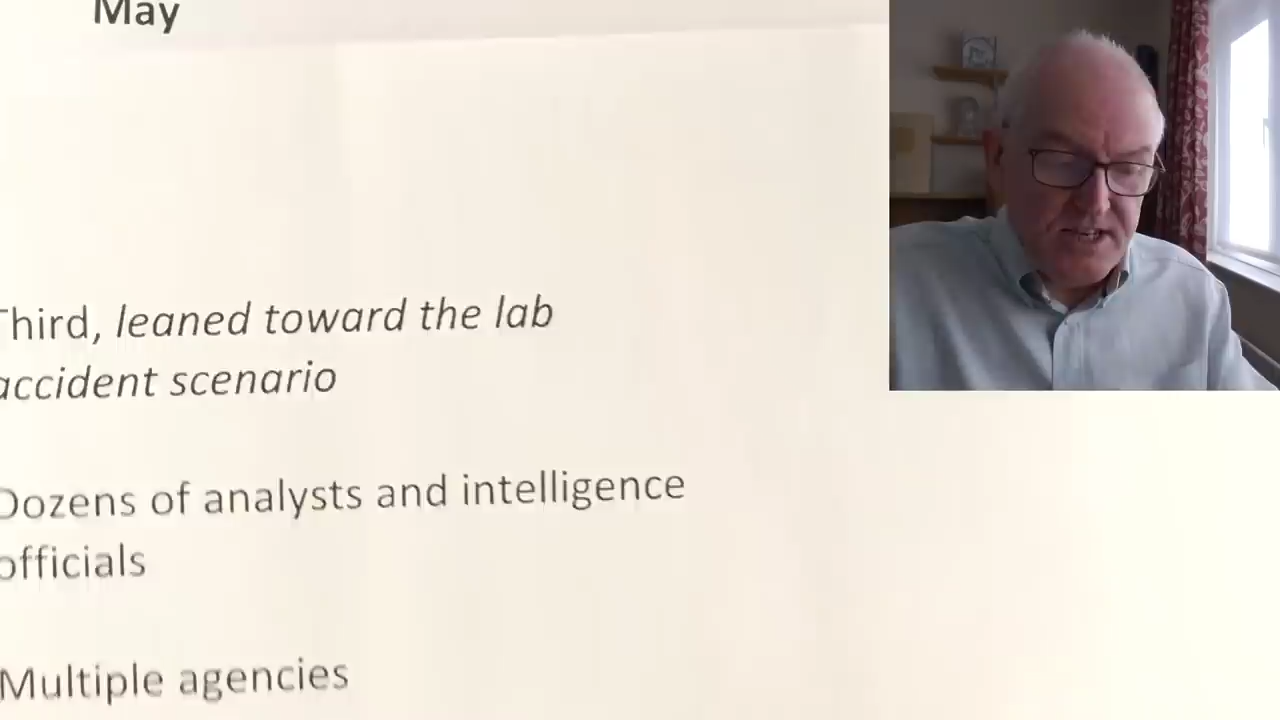 May
Third, leaned toward the lab
accident scenario
Dozens of analysts and intelligence
officials
Multiple agencies